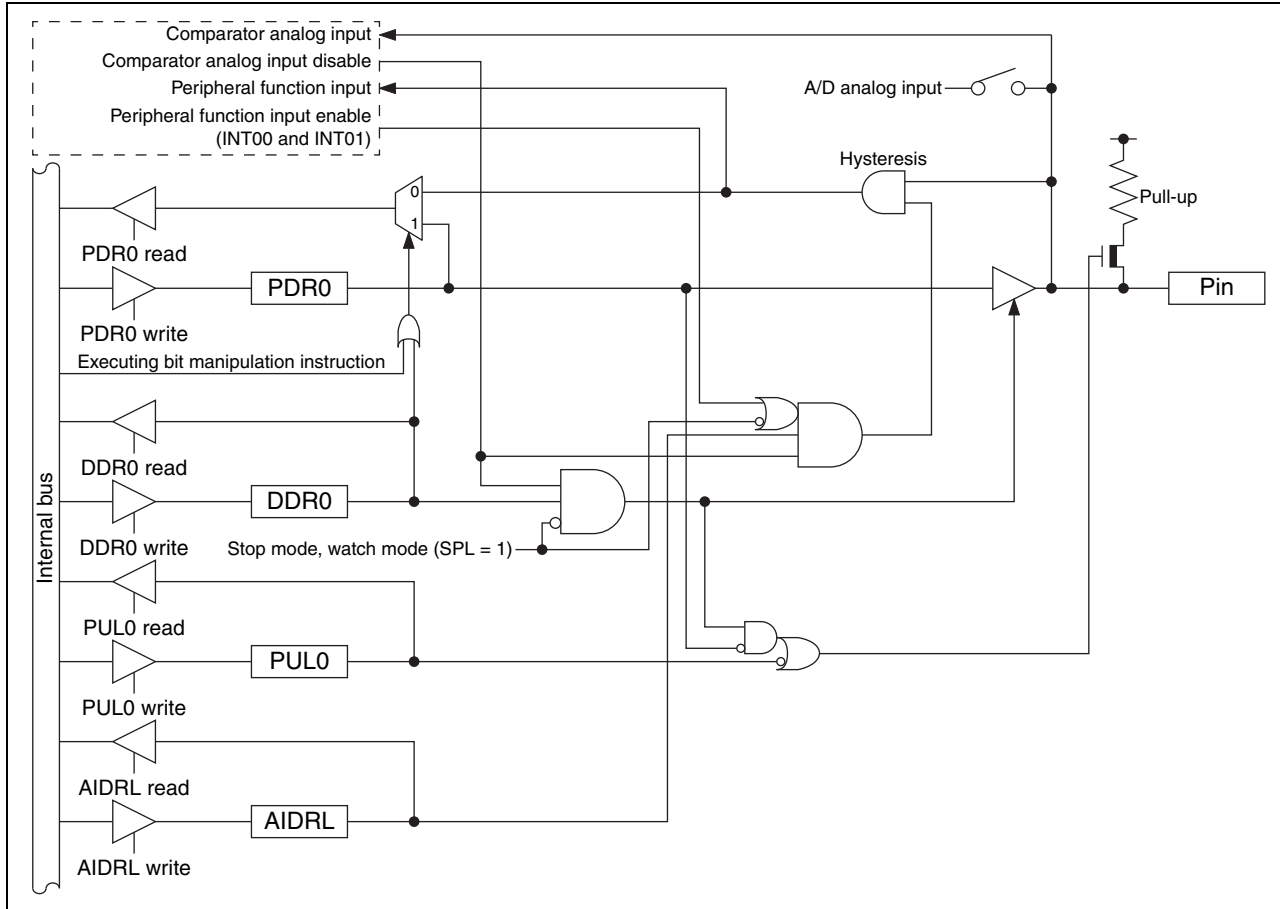 Comparator analog input
Comparator analog input disable
Peripheral function input
Peripheral function input enable
(INT00 and INT01)
A/D analog input
Hysteresis
Pull-up
0
1
PDR0 read
PDR0
Pin
PDR0 write
Executing bit manipulation instruction
DDR0 read
DDR0
DDR0 write
Stop mode, watch mode (SPL = 1)
Internal bus
PUL0 read
PUL0
PUL0 write
AIDRL read
AIDRL
AIDRL write